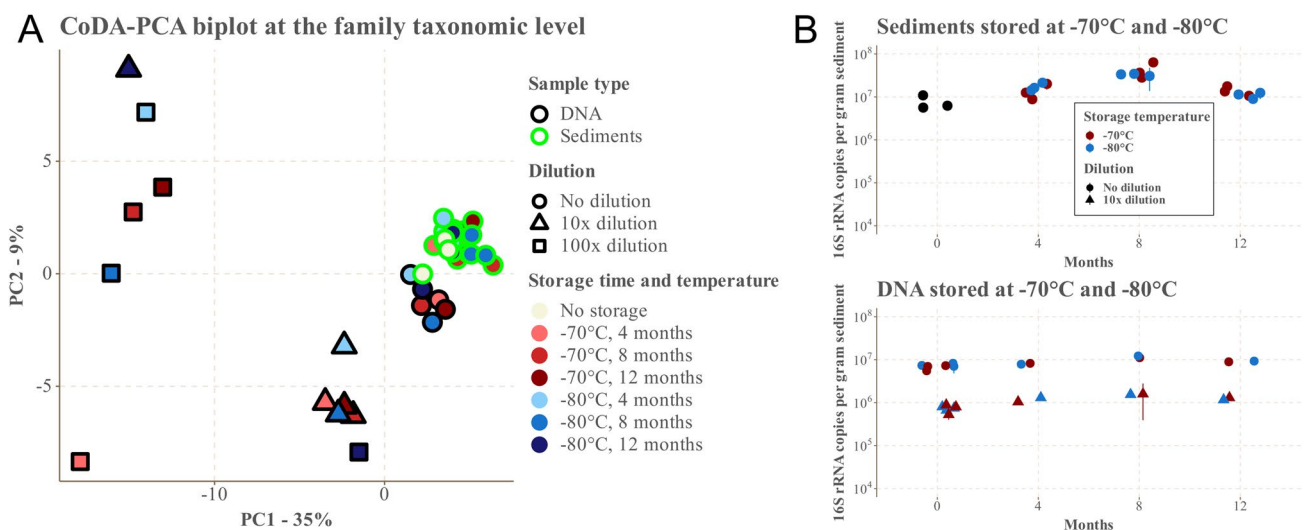 A
CoDA-PCA biplot at the family taxonomic level
5
0
-5
-10
0
PC2 - 9%
PC1 - 35%
Sample type
DNA
Sediments
Dilution
No dilution
10x dilution
100x dilution
Storage time and temperature
No storage
-70°C, 4 months
-70°C, 8 months
-70°C, 12 months
-80°C, 4 months
-80°C, 8 months
-80°C, 12 months
B
Sediments stored at -70°C and -80°C
16S rRNA copies per gram sediment
10⁸
10⁷
10⁶
10⁵
10⁴
0
4
8
12
Months
Storage temperature
-70°C
-80°C
Dilution
No dilution
10x dilution
DNA stored at -70°C and -80°C
16S rRNA copies per gram sediment
10⁸
10⁷
10⁶
10⁵
10⁴
0
4
8
12
Months